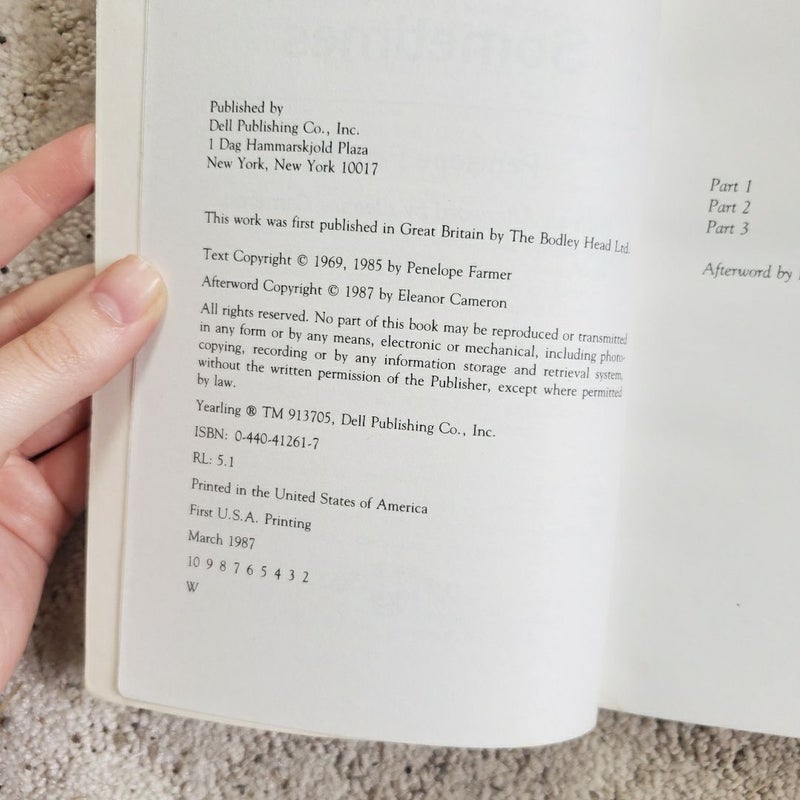 Published by
Dell Publishing Co., Inc.
1 Dag Hammarskjold Plaza
New York, New York 10017
This work was first published in Great Britain by The Bodley Head Ltd.
Text Copyright © 1969, 1985 by Penelope Farmer
Afterword Copyright © 1987 by Eleanor Cameron
All rights reserved. No part of this book may be reproduced or transmitted
in any form or by any means, electronic or mechanical, including photo-
copying, recording or by any information storage and retrieval system,
without the written permission of the Publisher, except where permitted
by law.
Yearling ® TM 913705, Dell Publishing Co., Inc.
ISBN: 0-440-41261-7
RL: 5.1
Printed in the United States of America
First U.S.A. Printing
March 1987
10 9 8 7 6 5 4 3 2
W
Part 1
Part 2
Part 3
Afterword by